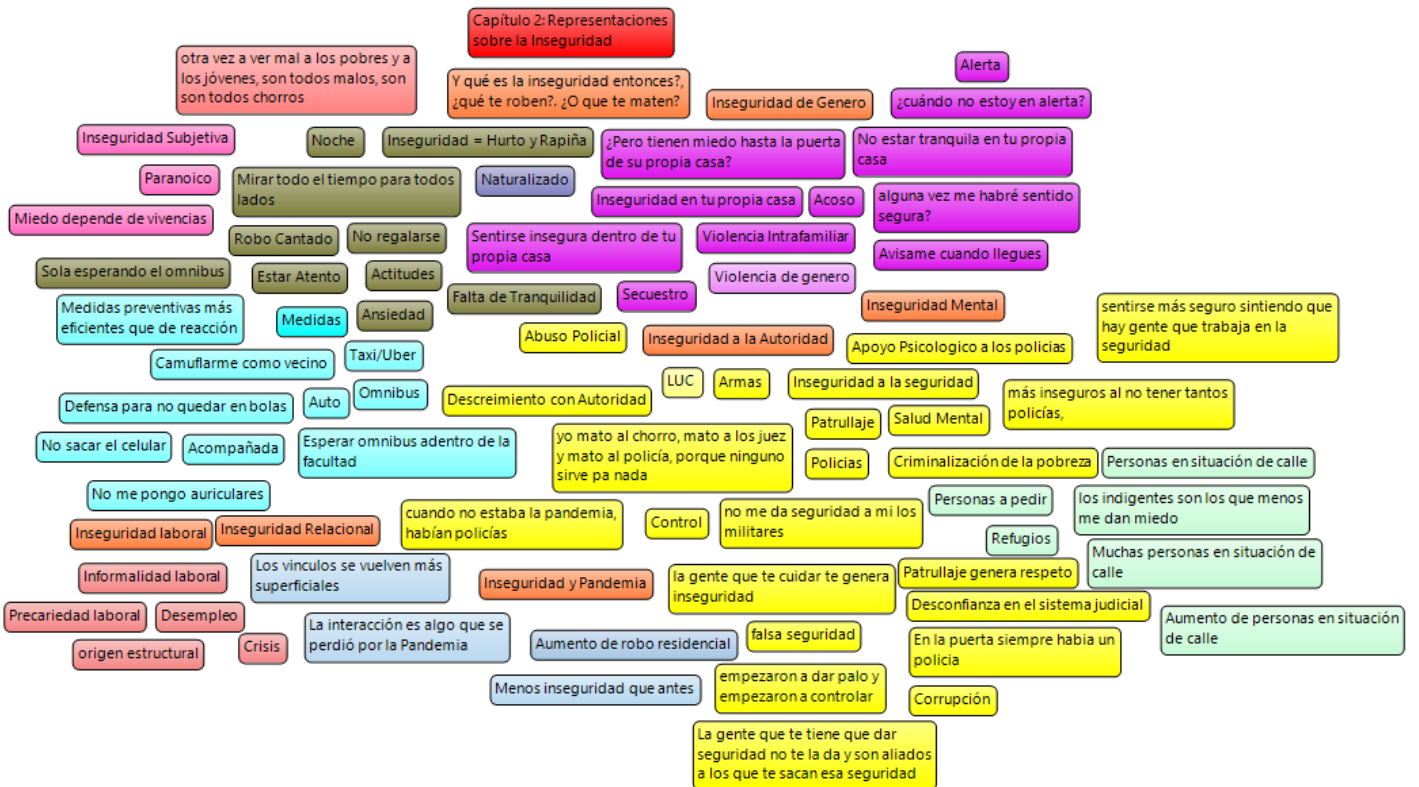 Capítulo 2: Representaciones
sobre la Inseguridad
otra vez a ver mal a los pobres y a
los jóvenes, son todos malos, son
son todos chorros
Y qué es la inseguridad entonces?,
¿qué te roben?. ¿O que te maten?
Inseguridad de Genero
Alerta
¿cuándo no estoy en alerta?
Inseguridad Subjetiva
Noche
Inseguridad = Hurto y Rapiña
¿Pero tienen miedo hasta la puerta
de su propia casa?
No estar tranquila en tu propia
casa
Paranoico
Mirar todo el tiempo para todos
lados
Naturalizado
Inseguridad en tu propia casa
Acoso
alguna vez me habré sentido
segura?
Miedo depende de vivencias
Robo Cantado
No regalarse
Sentirse insegura dentro de tu
propia casa
Violencia Intrafamiliar
Avisame cuando llegues
Sola esperando el omnibus
Estar Atento
Actitudes
Violencia de genero
Falta de Tranquilidad
Secuestro
Inseguridad Mental
sentirse más seguro sintiendo que
hay gente que trabaja en la
seguridad
Medidas preventivas más
eficientes que de reacción
Medidas
Ansiedad
Abuso Policial
Inseguridad a la Autoridad
Apoyo Psicologico a los policias
Camuflarme como vecino
Taxi/Uber
LUC
Armas
Inseguridad a la seguridad
más inseguros al no tener tantos
policías,
Defensa para no quedar en bolas
Auto
Omnibus
Descreimiento con Autoridad
Patrullaje
Salud Mental
No sacar el celular
Acompañada
Esperar omnibus adentro de la
facultad
yo mato al chorro, mato a los juez
y mato al policía, porque ninguno
sirve pa nada
Policias
Criminalización de la pobreza
Personas en situación de calle
No me pongo auriculares
cuando no estaba la pandemia,
habían policías
Control
no me da seguridad a mi los
militares
Personas a pedir
los indigentes son los que menos
me dan miedo
Inseguridad laboral
Inseguridad Relacional
Refugios
Muchas personas en situación de
calle
Informalidad laboral
Los vinculos se vuelven más
superficiales
Inseguridad y Pandemia
la gente que te cuidar te genera
inseguridad
Patrullaje genera respeto
Precariedad laboral
Desempleo
Desconfianza en el sistema judicial
Aumento de personas en situación
de calle
La interacción es algo que se
perdió por la Pandemia
Aumento de robo residencial
falsa seguridad
En la puerta siempre habia un
policia
origen estructural
Crisis
Menos inseguridad que antes
empezaron a dar palo y
empezaron a controlar
Corrupción
La gente que te tiene que dar
seguridad no te la da y son aliados
a los que te sacan esa seguridad